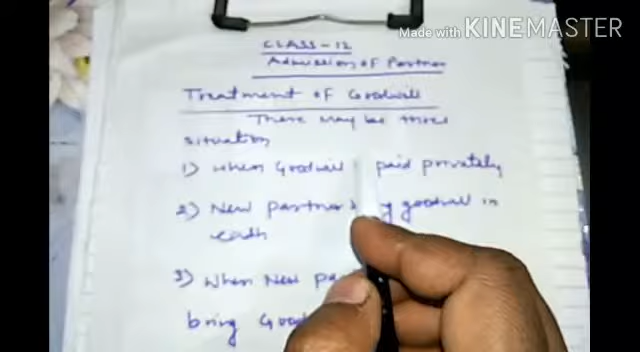 Made with KINEMASTER
CLASS-12
Admission of Partner
Treatment of Goodwill
There may be three
situation
1) When Goodwill paid privately
2) New partner goodwill in
cash
3) When New
bring